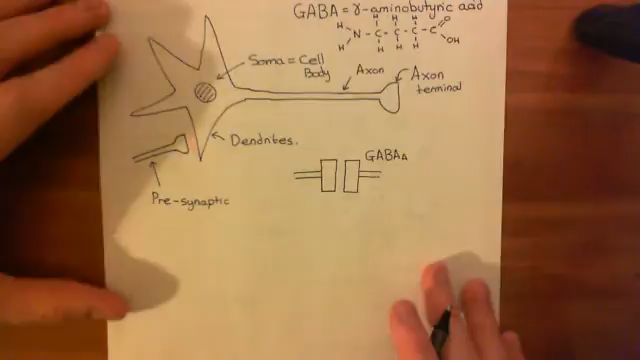 GABA = γ-aminobutyric acid
H H H H O
N - C - C - C - C
H H H H OH
Soma = Cell Body
Axon
Axon terminal
Dendrites.
GABAA
Pre-synaptic